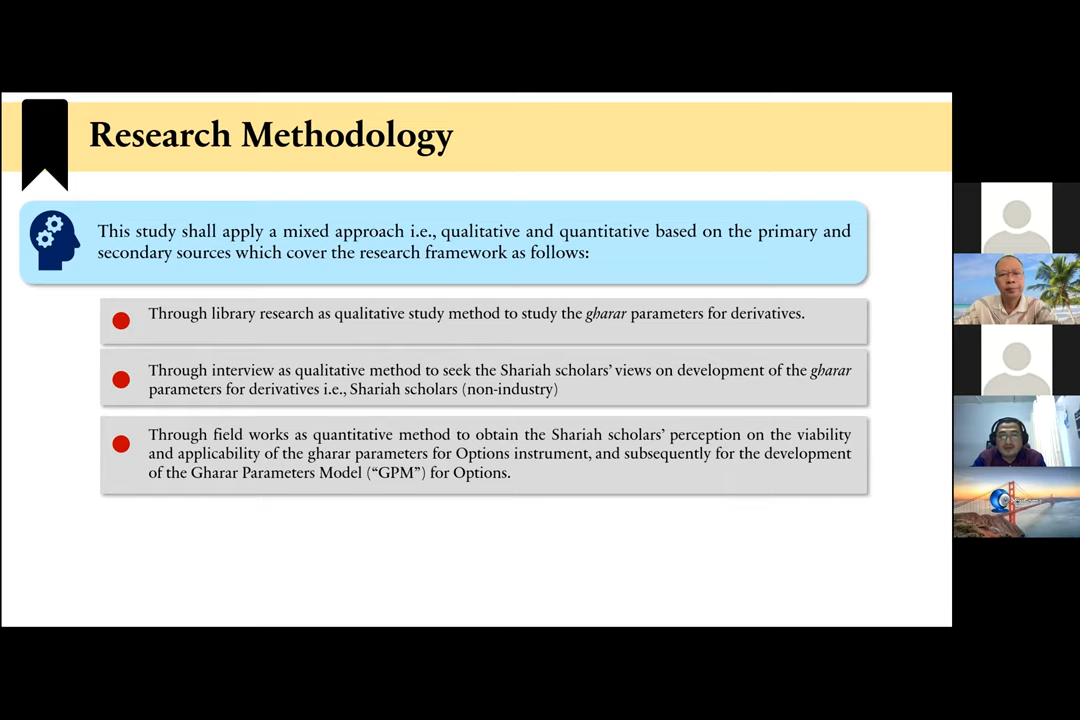 Research Methodology
This study shall apply a mixed approach i.e., qualitative and quantitative based on the primary and
secondary sources which cover the research framework as follows:
Through library research as qualitative study method to study the gharar parameters for derivatives.
Through interview as qualitative method to seek the Shariah scholars' views on development of the gharar
parameters for derivatives i.e., Shariah scholars (non-industry)
Through field works as quantitative method to obtain the Shariah scholars' perception on the viability
and applicability of the gharar parameters for Options instrument, and subsequently for the development
of the Gharar Parameters Model ("GPM") for Options.